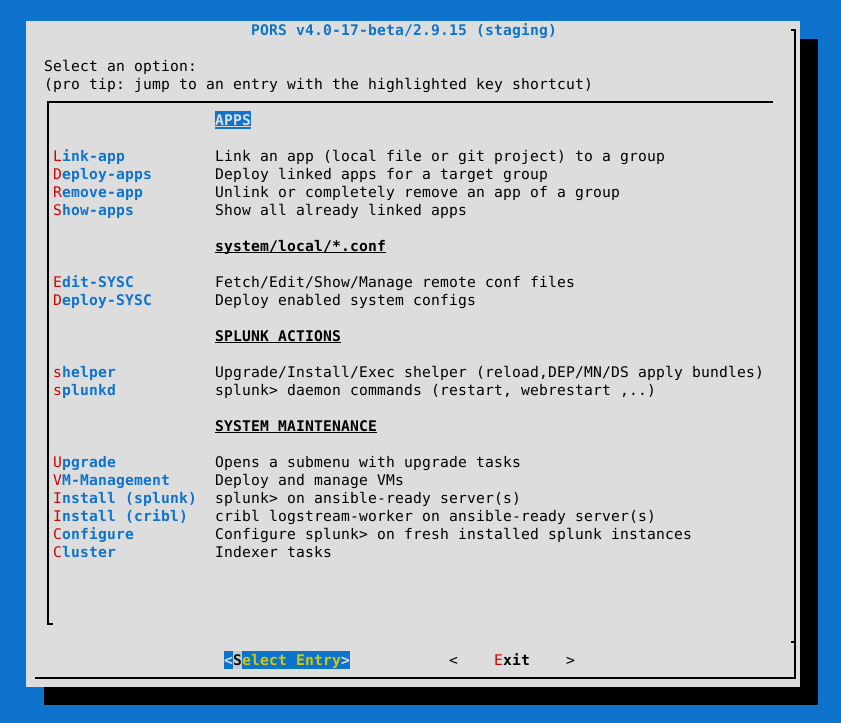 PORS v4.0-17-beta/2.9.15 (staging)
Select an option:
(pro tip: jump to an entry with the highlighted key shortcut)
APPS
Link-app Link an app (local file or git project) to a group
Deploy-apps Deploy linked apps for a target group
Remove-app Unlink or completely remove an app of a group
Show-apps Show all already linked apps
system/local/*.conf
Edit-SYSC Fetch/Edit/Show/Manage remote conf files
Deploy-SYSC Deploy enabled system configs
SPLUNK ACTIONS
shelper Upgrade/Install/Exec shelper (reload,DEP/MN/DS apply bundles)
splunkd splunk> daemon commands (restart, webrestart ,..)
SYSTEM MAINTENANCE
Upgrade Opens a submenu with upgrade tasks
VM-Management Deploy and manage VMs
Install (splunk) splunk> on ansible-ready server(s)
Install (cribl) cribl logstream-worker on ansible-ready server(s)
Configure Configure splunk> on fresh installed splunk instances
Cluster Indexer tasks
<Select Entry> < Exit >